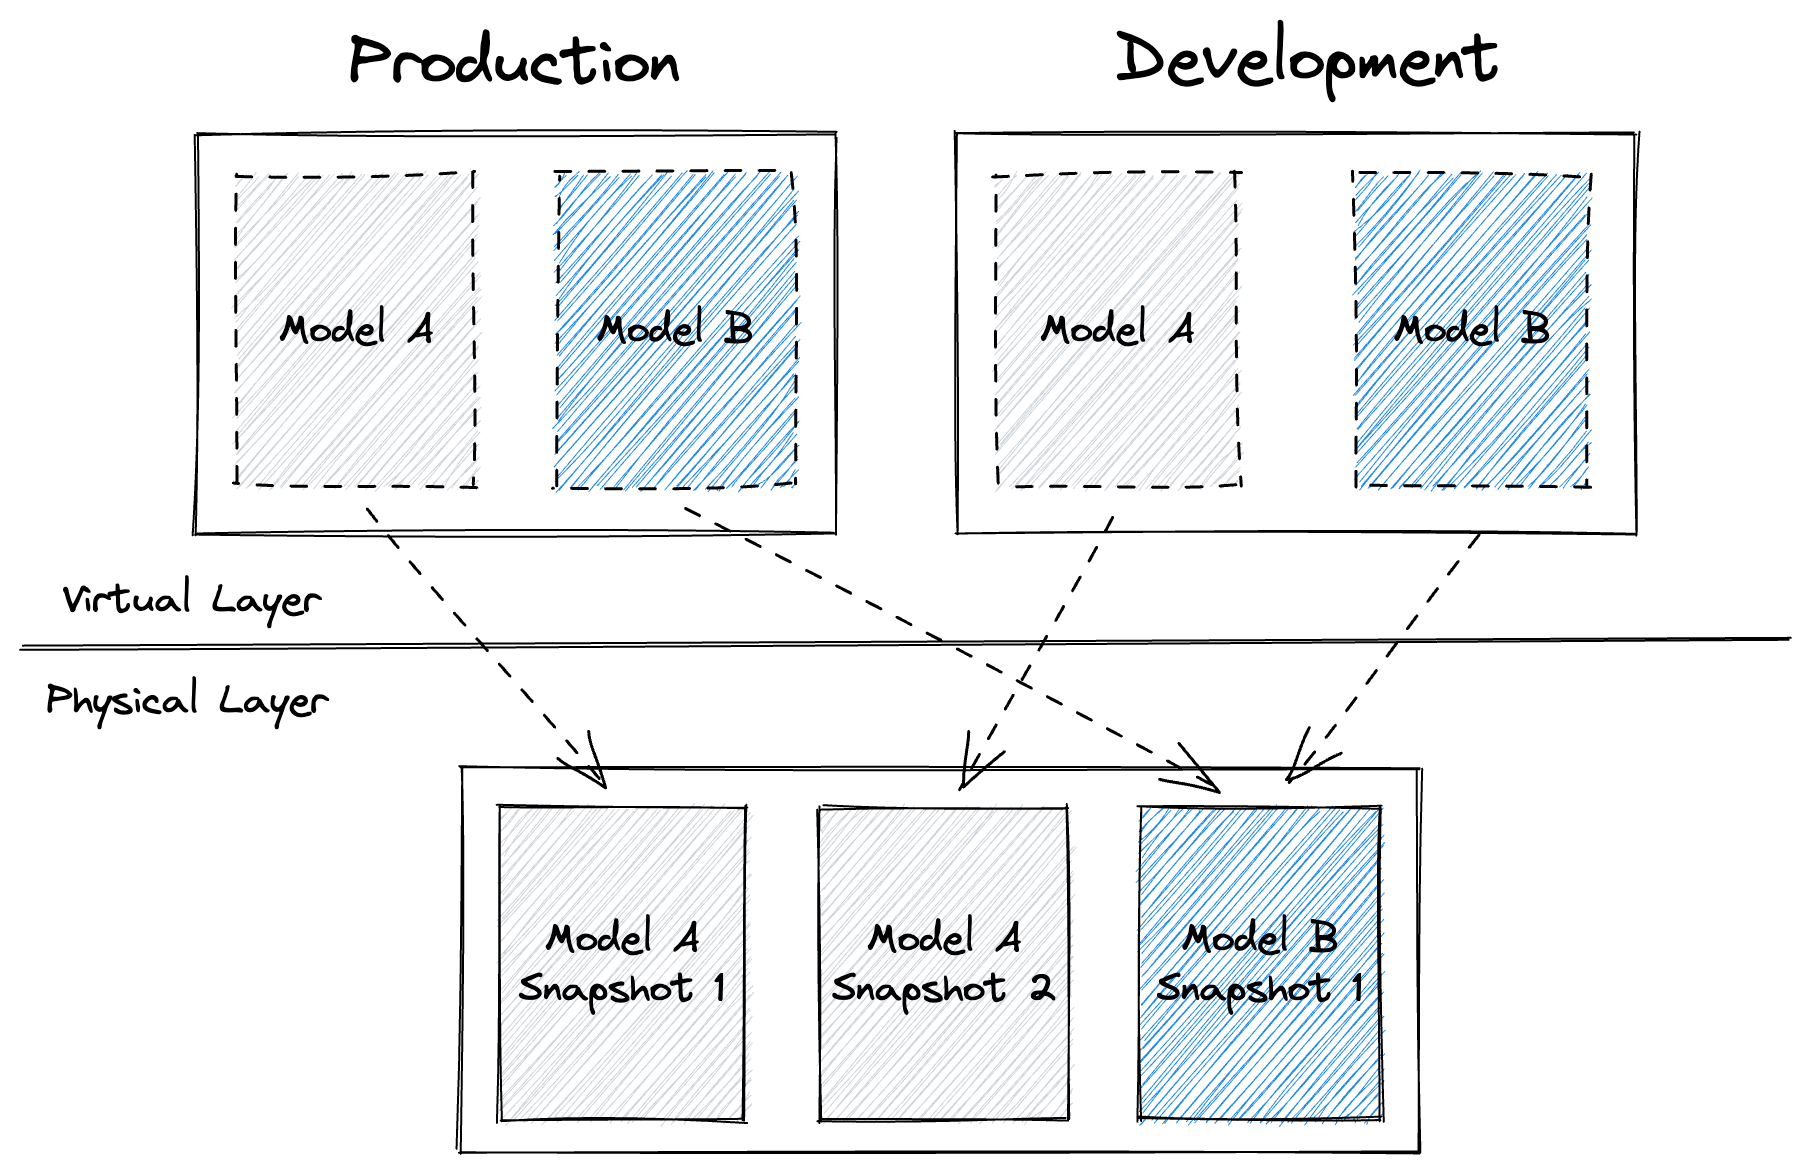 Production
Development
Model A
Model B
Model A
Model B
Virtual Layer
Physical Layer
Model A
Snapshot 1
Model A
Snapshot 2
Model B
Snapshot 1